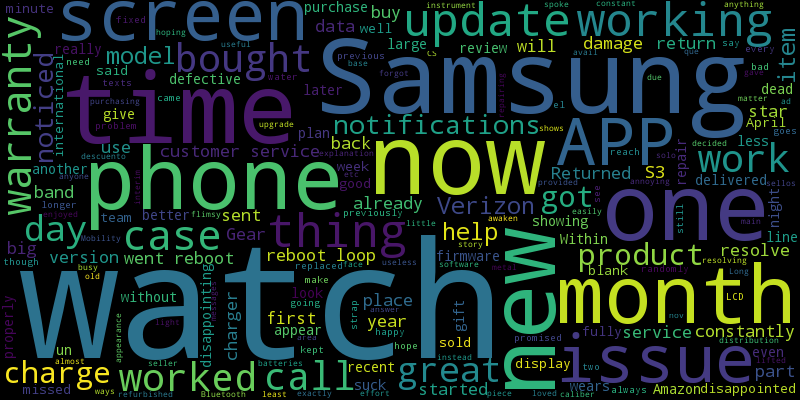 minute
fixed
purchase
buy
data
well
instrument
spoke
constant
anything
hoping
useful
CS
screen
update
working
warranty
really
need
model
bought
large
review
will
damage
return
say
every
previous
base
avail
que
item
noticed
international
said
texts
came
defective
later
forgot
water
gave
bad
due
dead
el
ad
matter
April
goes
time
Samsung
purchasing
give
problem
upgrade
plan
notifications
shows
star
APP
decided
less
use
customer service
explanation
back
reach
another
descuento
anyone
interim
week
etc
good
phone
now
Returned
S3
repair
work
solo
provided
delivered
annoying
sellos
band
longer
already
Verizon
got
one
enjoyed
flimsy
sent
Gear
previously
little
easily
see
main
day
team
better
case
thing
help
awaken
showing
Within
still
night
line
big
Mobility
story
product
resolve
version
went reboot
reboot loop
firmware
new
blank
randomly
resolving
though
busy
old
replaced
face
useless
software
metal
Long
watch
month
LCD
without
look
make
going
place
answer
gift
properly
appearance
disappointing
charger
first
strap
year
happy
nov
distribution
light
appear
area
hope
sold
instead
promised
fully
service
constantly
un
almost
kept
issue
even
seller
recent
display
two
lifted
part
charge
worked
call
batteries
suck
great
missed
ways
refurbished
Bluetooth
least
exactly
effort
started
piece
loved
wears
caliber
always
Amazon
disappointed